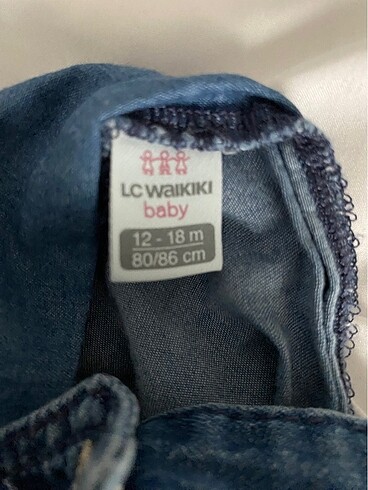 LC WAIKIKI
baby
12 - 18 m
80/86 cm